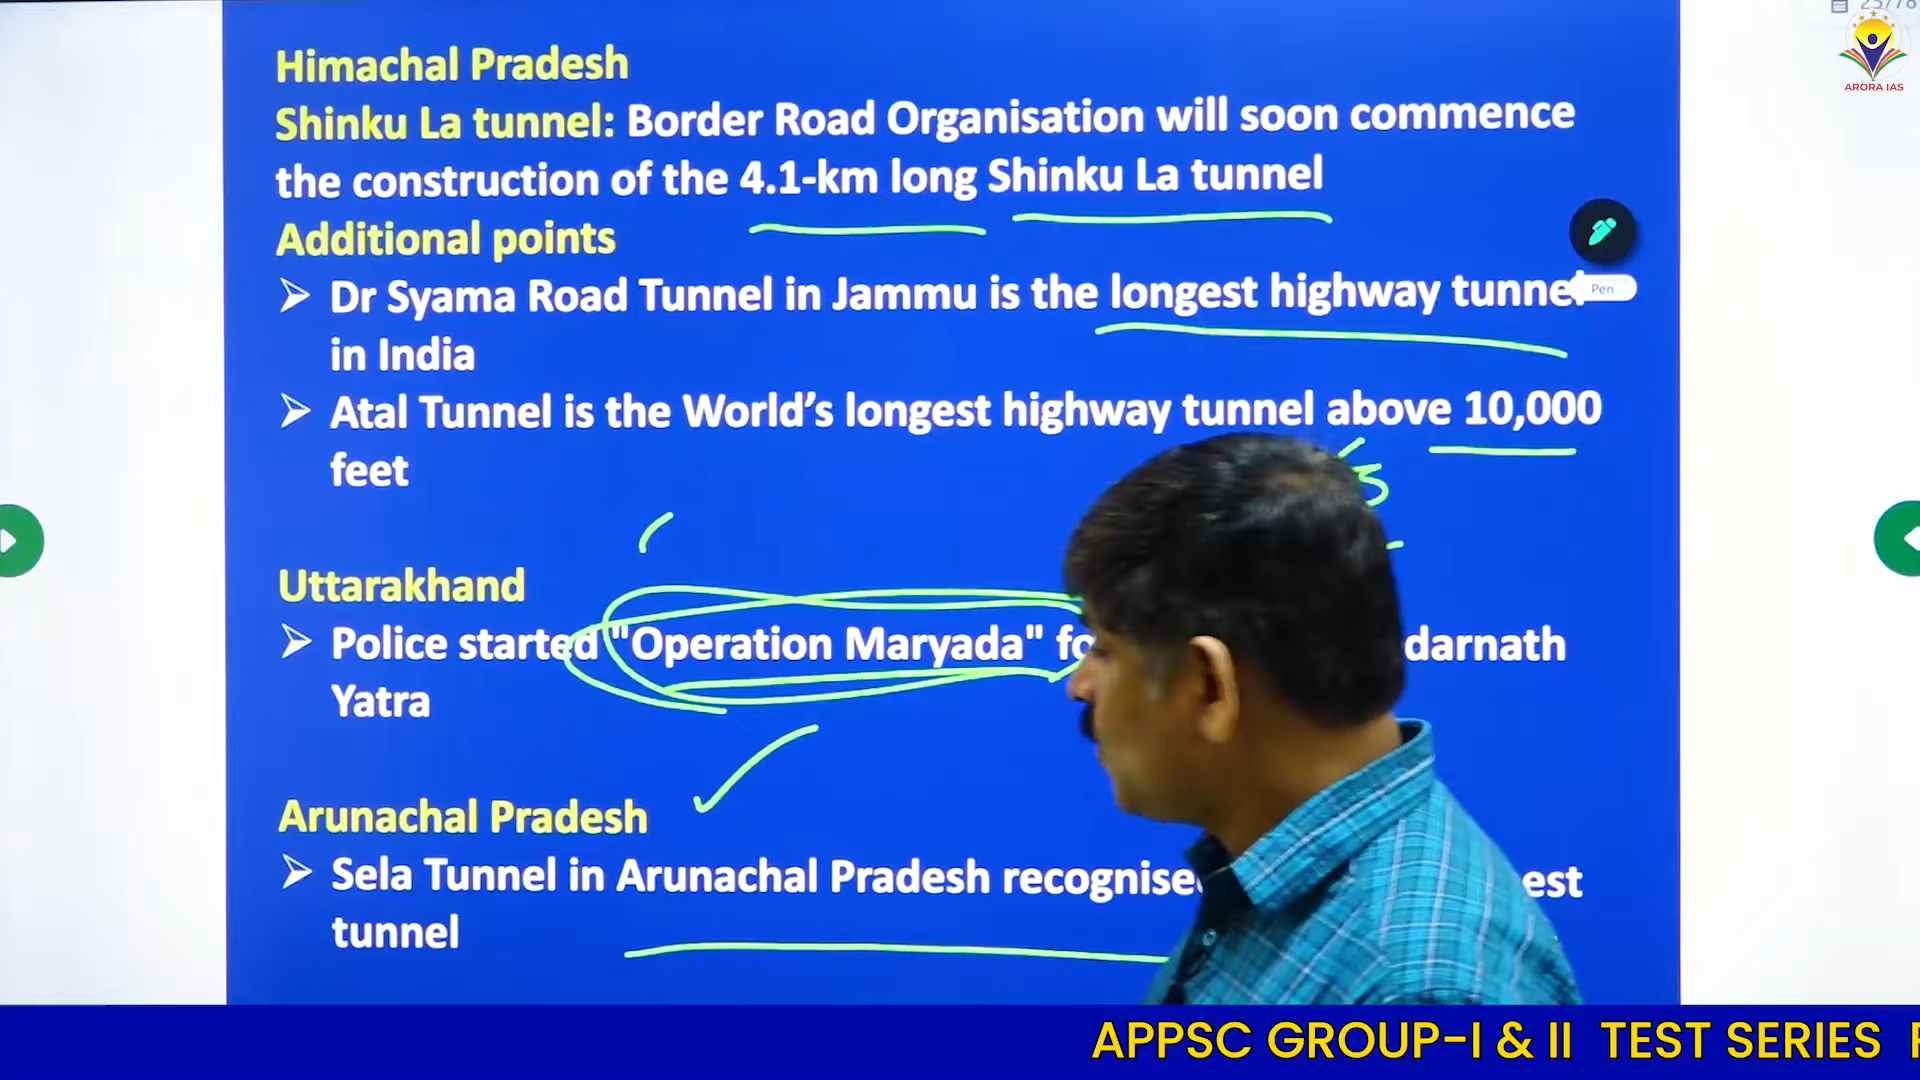 23/78
ARORA IAS
Himachal Pradesh
Shinku La tunnel: Border Road Organisation will soon commence
the construction of the 4.1-km long Shinku La tunnel
Additional points
➢ Dr Syama Road Tunnel in Jammu is the longest highway tunnel
Pen
in India
➢ Atal Tunnel is the World's longest highway tunnel above 10,000
feet
Uttarakhand
➢ Police started "Operation Maryada" fo darnath
Yatra
Arunachal Pradesh
➢ Sela Tunnel in Arunachal Pradesh recognise est
tunnel
APPSC GROUP-I & II TEST SERIES